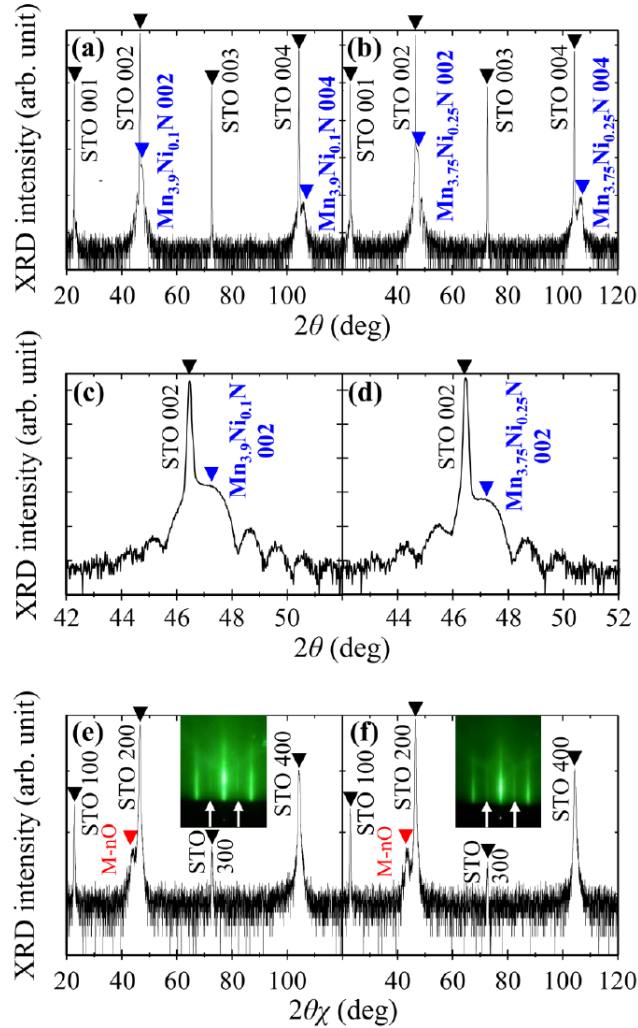 XRD intensity (arb. unit)
(a)
STO 001
STO 002
Mn3.9Ni0.1N 002
STO 003
STO 004
Mn3.9Ni0.1N 004
(b)
STO 001
STO 002
Mn3.75Ni0.25N 002
STO 003
STO 004
Mn3.75Ni0.25N 004
20 40 60 80 100 40 60 80 100 120
2θ (deg)
XRD intensity (arb. unit)
(c)
STO 002
Mn3.9Ni0.1N
002
(d)
STO 002
Mn3.75Ni0.25N
002
42 44 46 48 50 44 46 48 50 52
2θ (deg)
XRD intensity (arb. unit)
(e)
STO 100
M-nO
STO 200
STO
300
STO 400
(f)
STO 100
M-nO
STO 200
STO
300
STO 400
20 40 60 80 100 40 60 80 100 120
2θχ (deg)